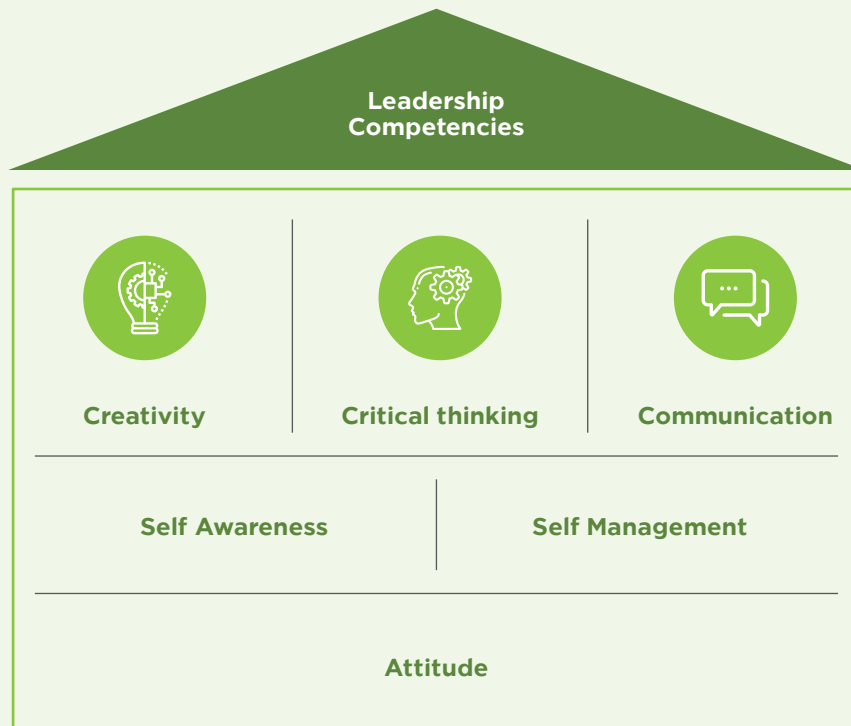 Leadership
Competencies
Creativity
Critical thinking
Communication
Self Awareness
Self Management
Attitude